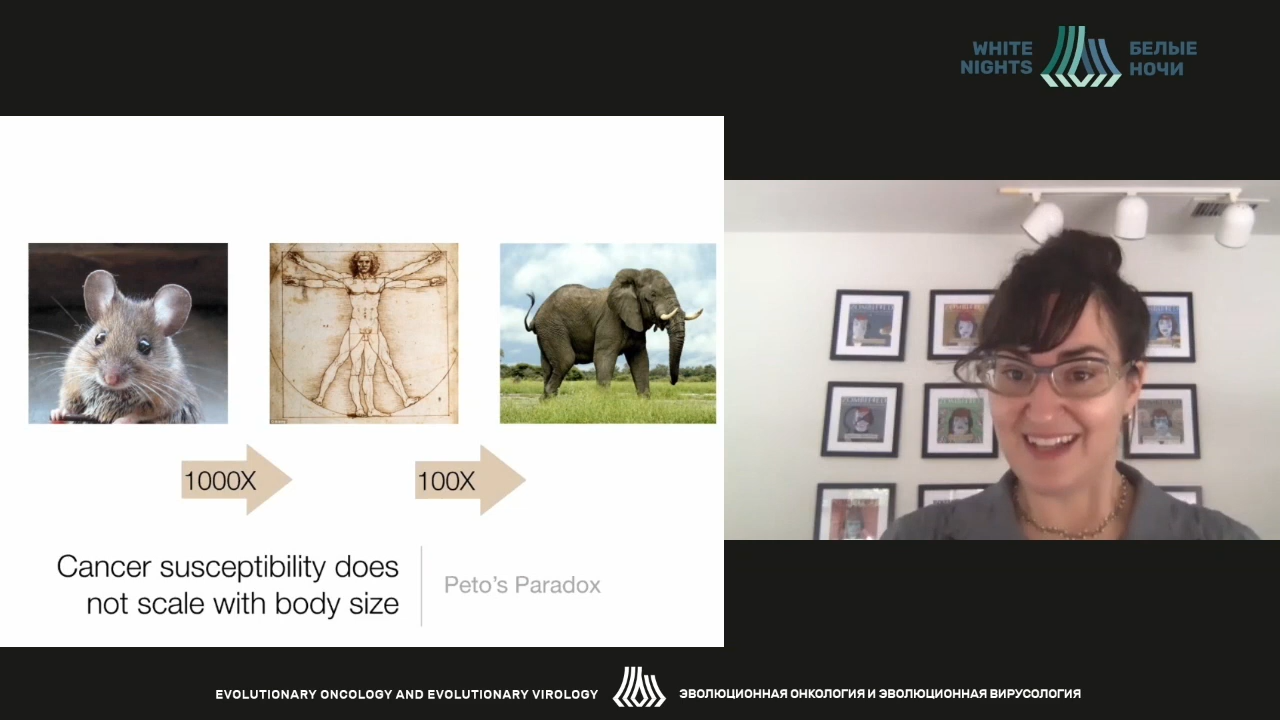 WHITE
NIGHTS
БЕЛЫЕ
НОЧИ
1000X
100X
Cancer susceptibility does
not scale with body size
Peto's Paradox
EVOLUTIONARY ONCOLOGY AND EVOLUTIONARY VIROLOGY
ЭВОЛЮЦИОННАЯ ОНКОЛОГИЯ И ЭВОЛЮЦИОННАЯ ВИРУСОЛОГИЯ